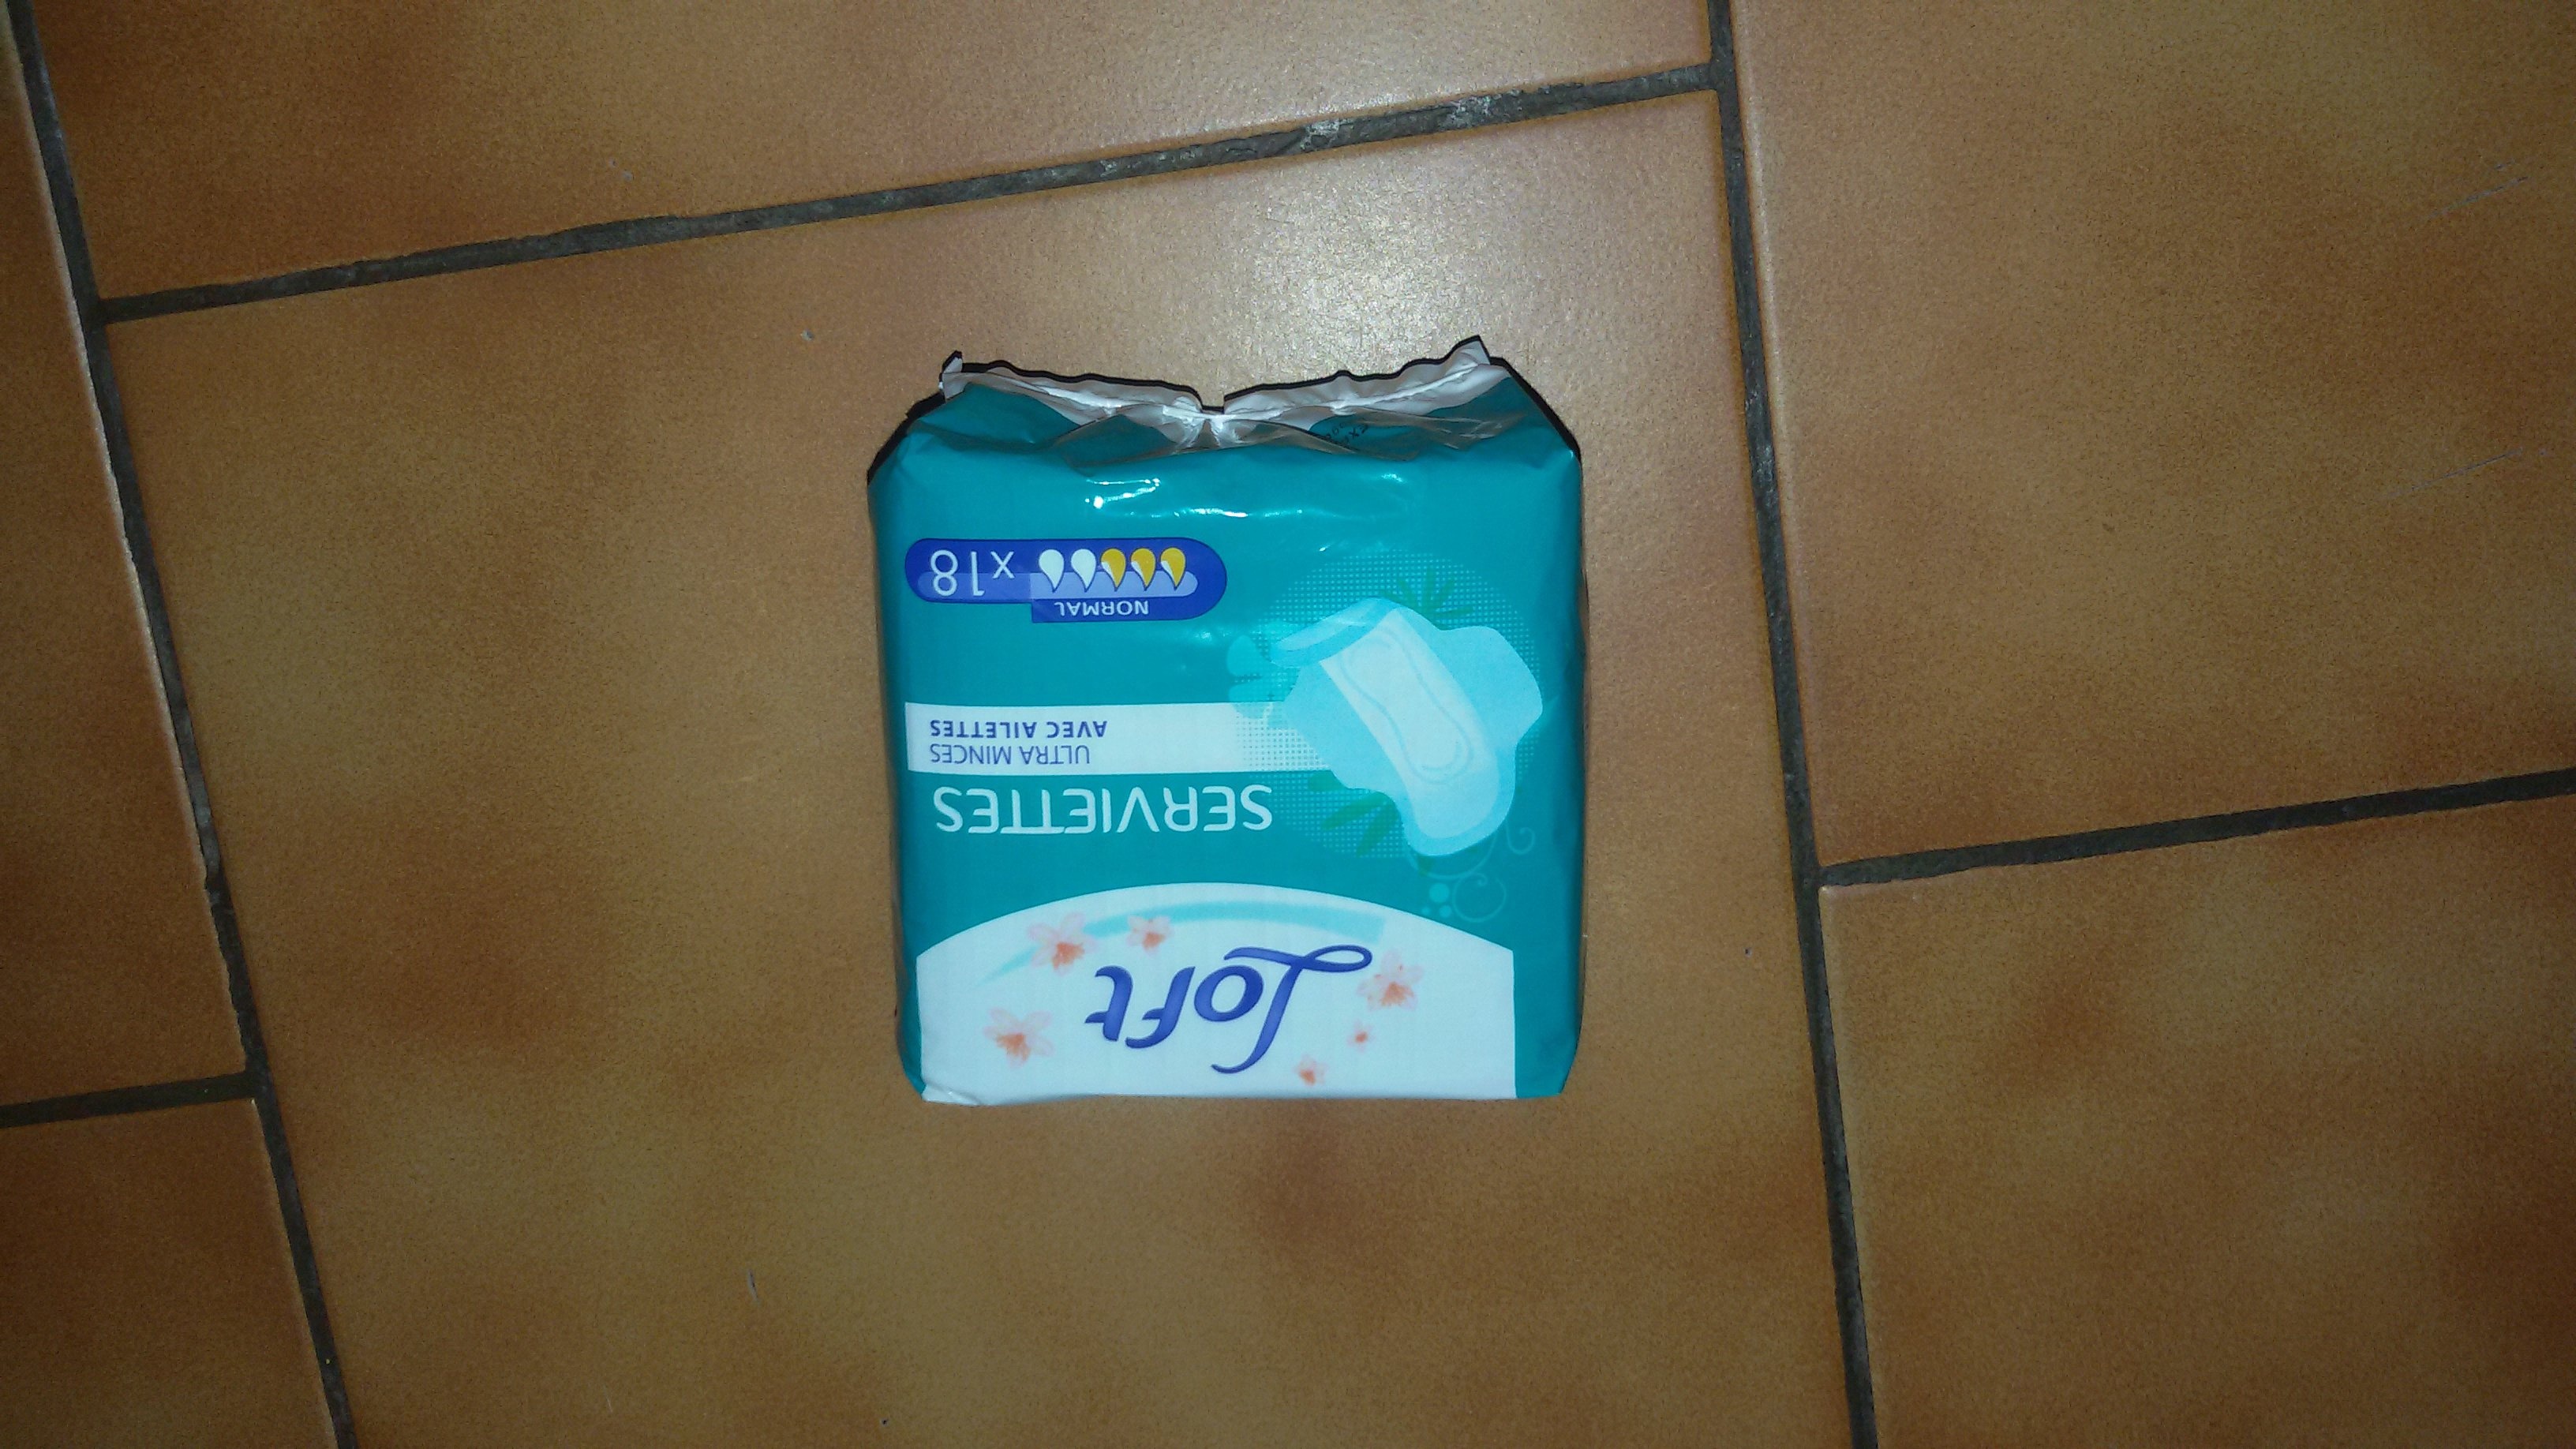 Loft
SERVIETTES
ULTRA MINCES
AVEC AILETTES
NORMAL
x18